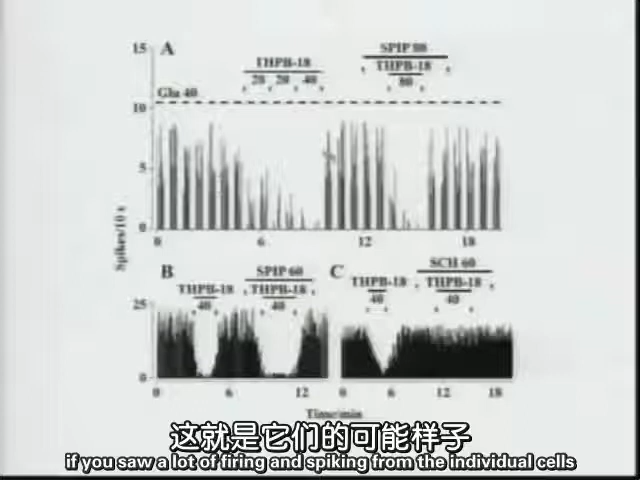 15
A
THPB-18
20 20 40
SPIP 80
THPB-18
80
Glu 40
10
5
0
0 6 12 18
Spikes/10 s
B
THPB-18
40
SPIP 60
THPB-18
40
C
THPB-18
40
SCH 60
THPB-18
40
25
0
0 6 12
0 6 12 18
Time/min
这就是它们的可能样子
if you saw a lot of firing and spiking from the individual cells